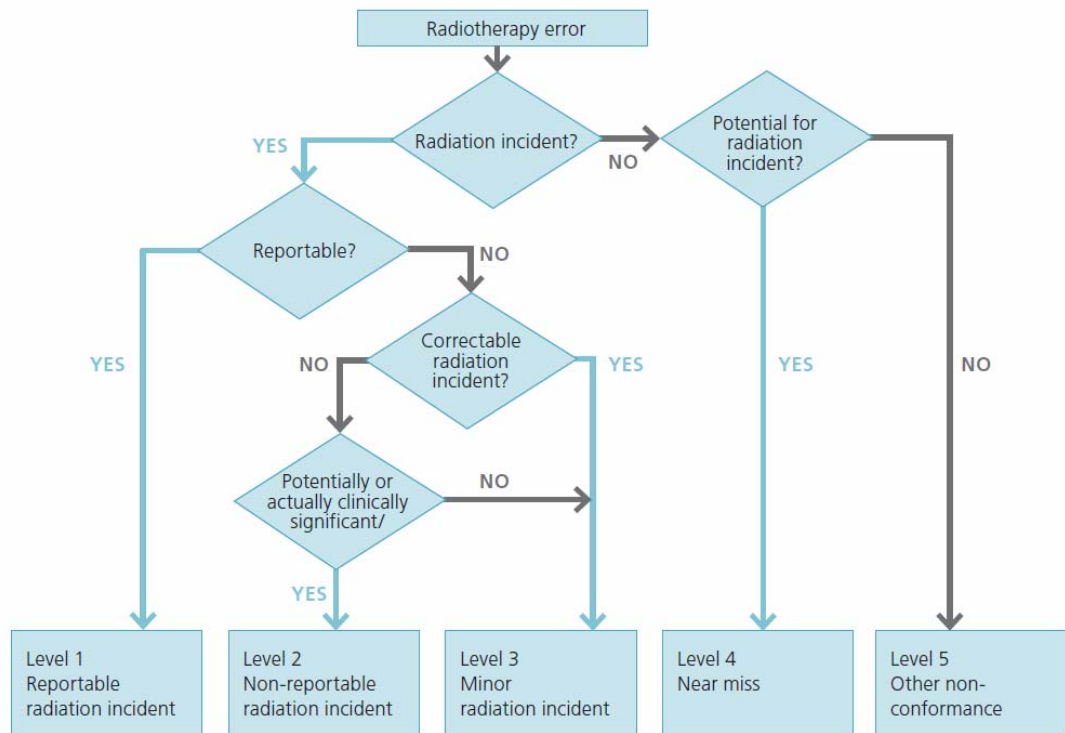 Radiotherapy error
Radiation incident?
Potential for
radiation
incident?
YES
NO
Reportable?
NO
Correctable
radiation
incident?
YES
NO
YES
YES
NO
Potentially or
actually clinically
significant/
NO
YES
Level 1
Reportable
radiation incident
Level 2
Non-reportable
radiation incident
Level 3
Minor
radiation incident
Level 4
Near miss
Level 5
Other non-
conformance